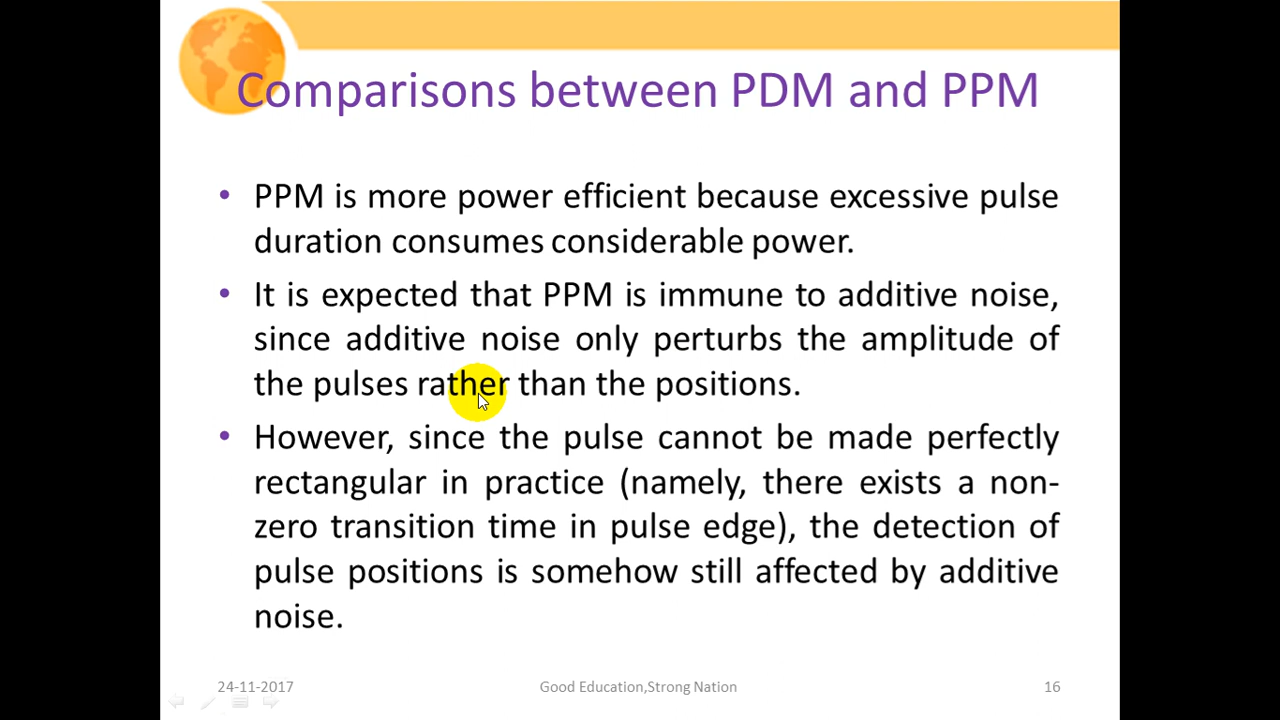 Comparisons between PDM and PPM
• PPM is more power efficient because excessive pulse
duration consumes considerable power.
• It is expected that PPM is immune to additive noise,
since additive noise only perturbs the amplitude of
the pulses rather than the positions.
• However, since the pulse cannot be made perfectly
rectangular in practice (namely, there exists a non-
zero transition time in pulse edge), the detection of
pulse positions is somehow still affected by additive
noise.
24-11-2017
Good Education,Strong Nation
16